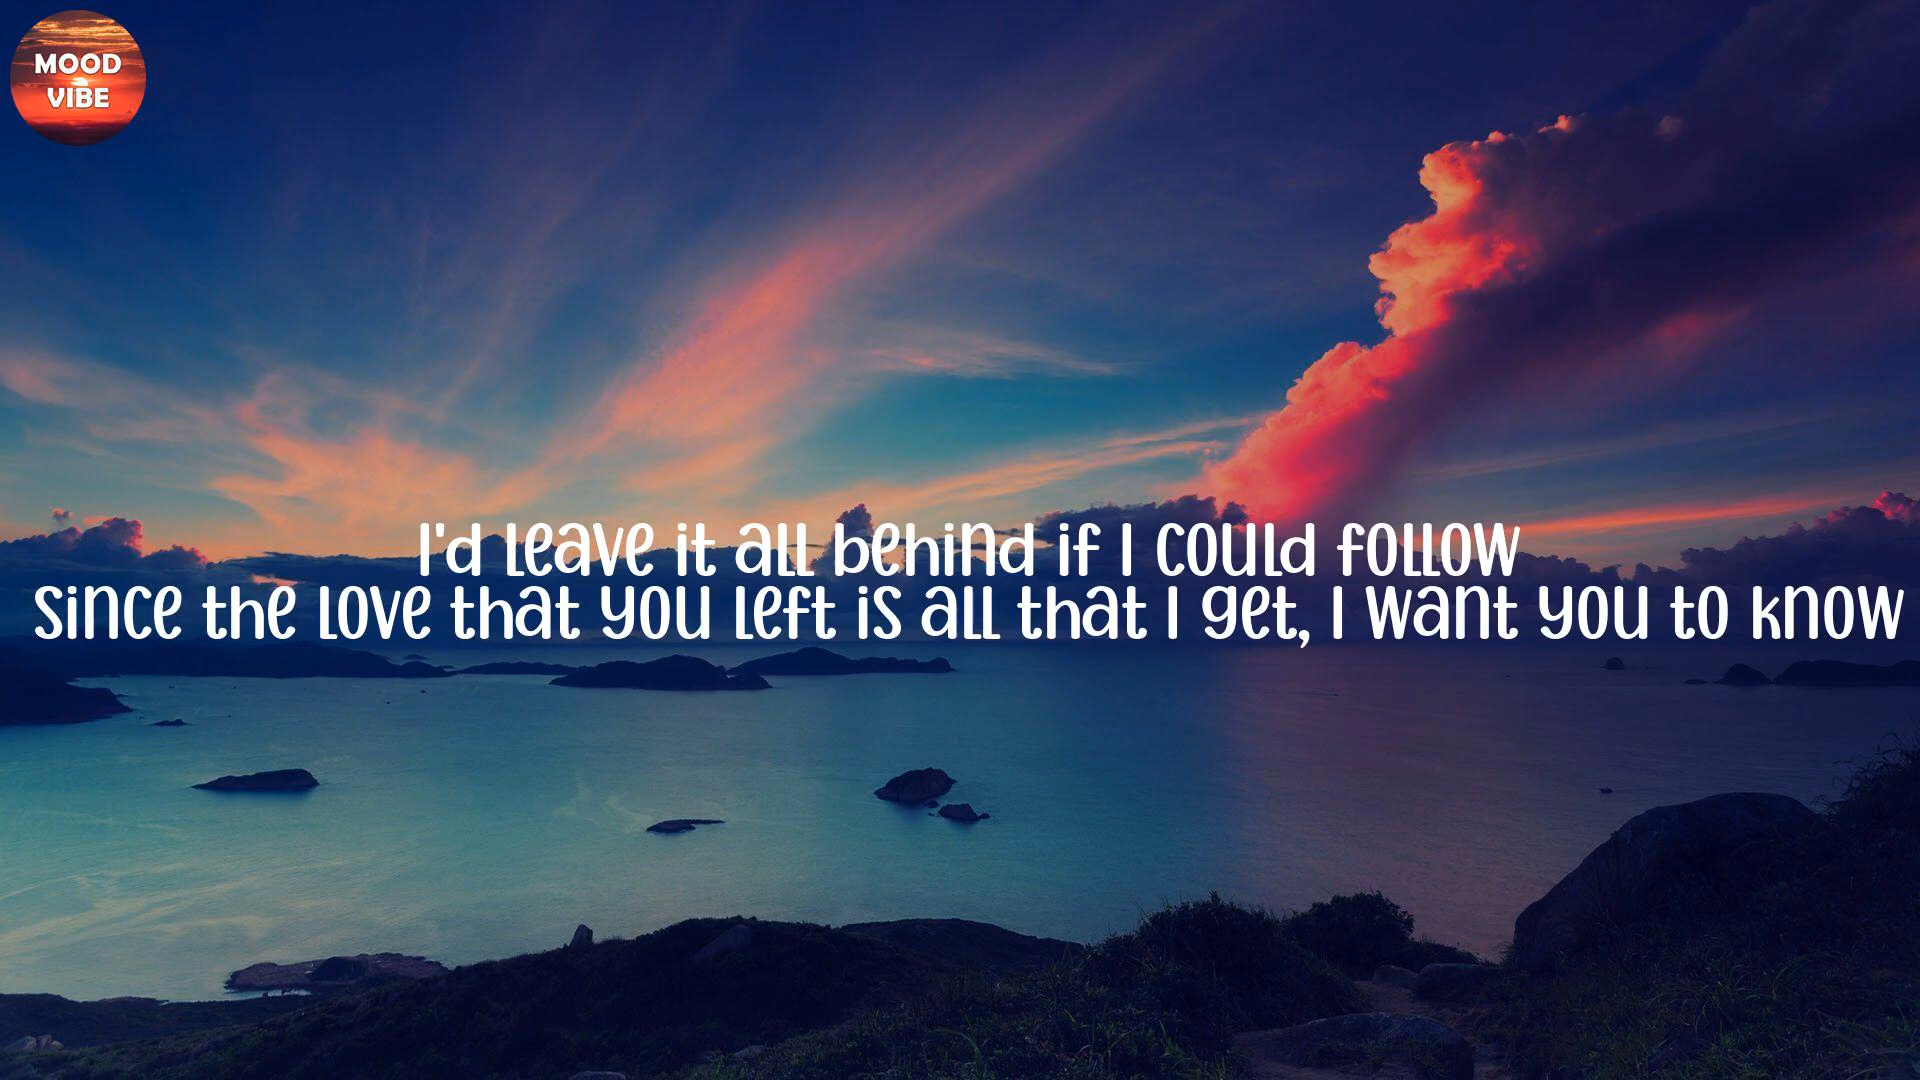 MOOD
VIBE
I'd leave it all behind if I could follow
since the love that you left is all that I get, I want you to know